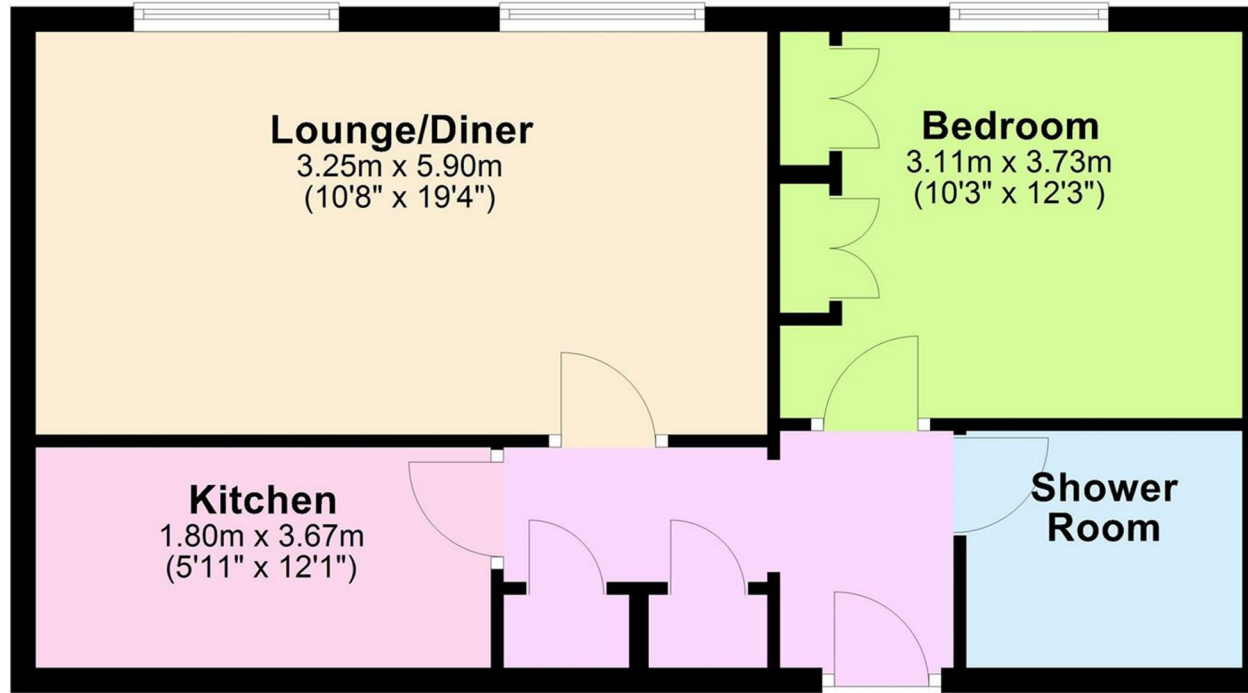 Lounge/Diner
3.25m x 5.90m
(10'8" x 19'4")
Bedroom
3.11m x 3.73m
(10'3" x 12'3")
Kitchen
1.80m x 3.67m
(5'11" x 12'1")
Shower
Room